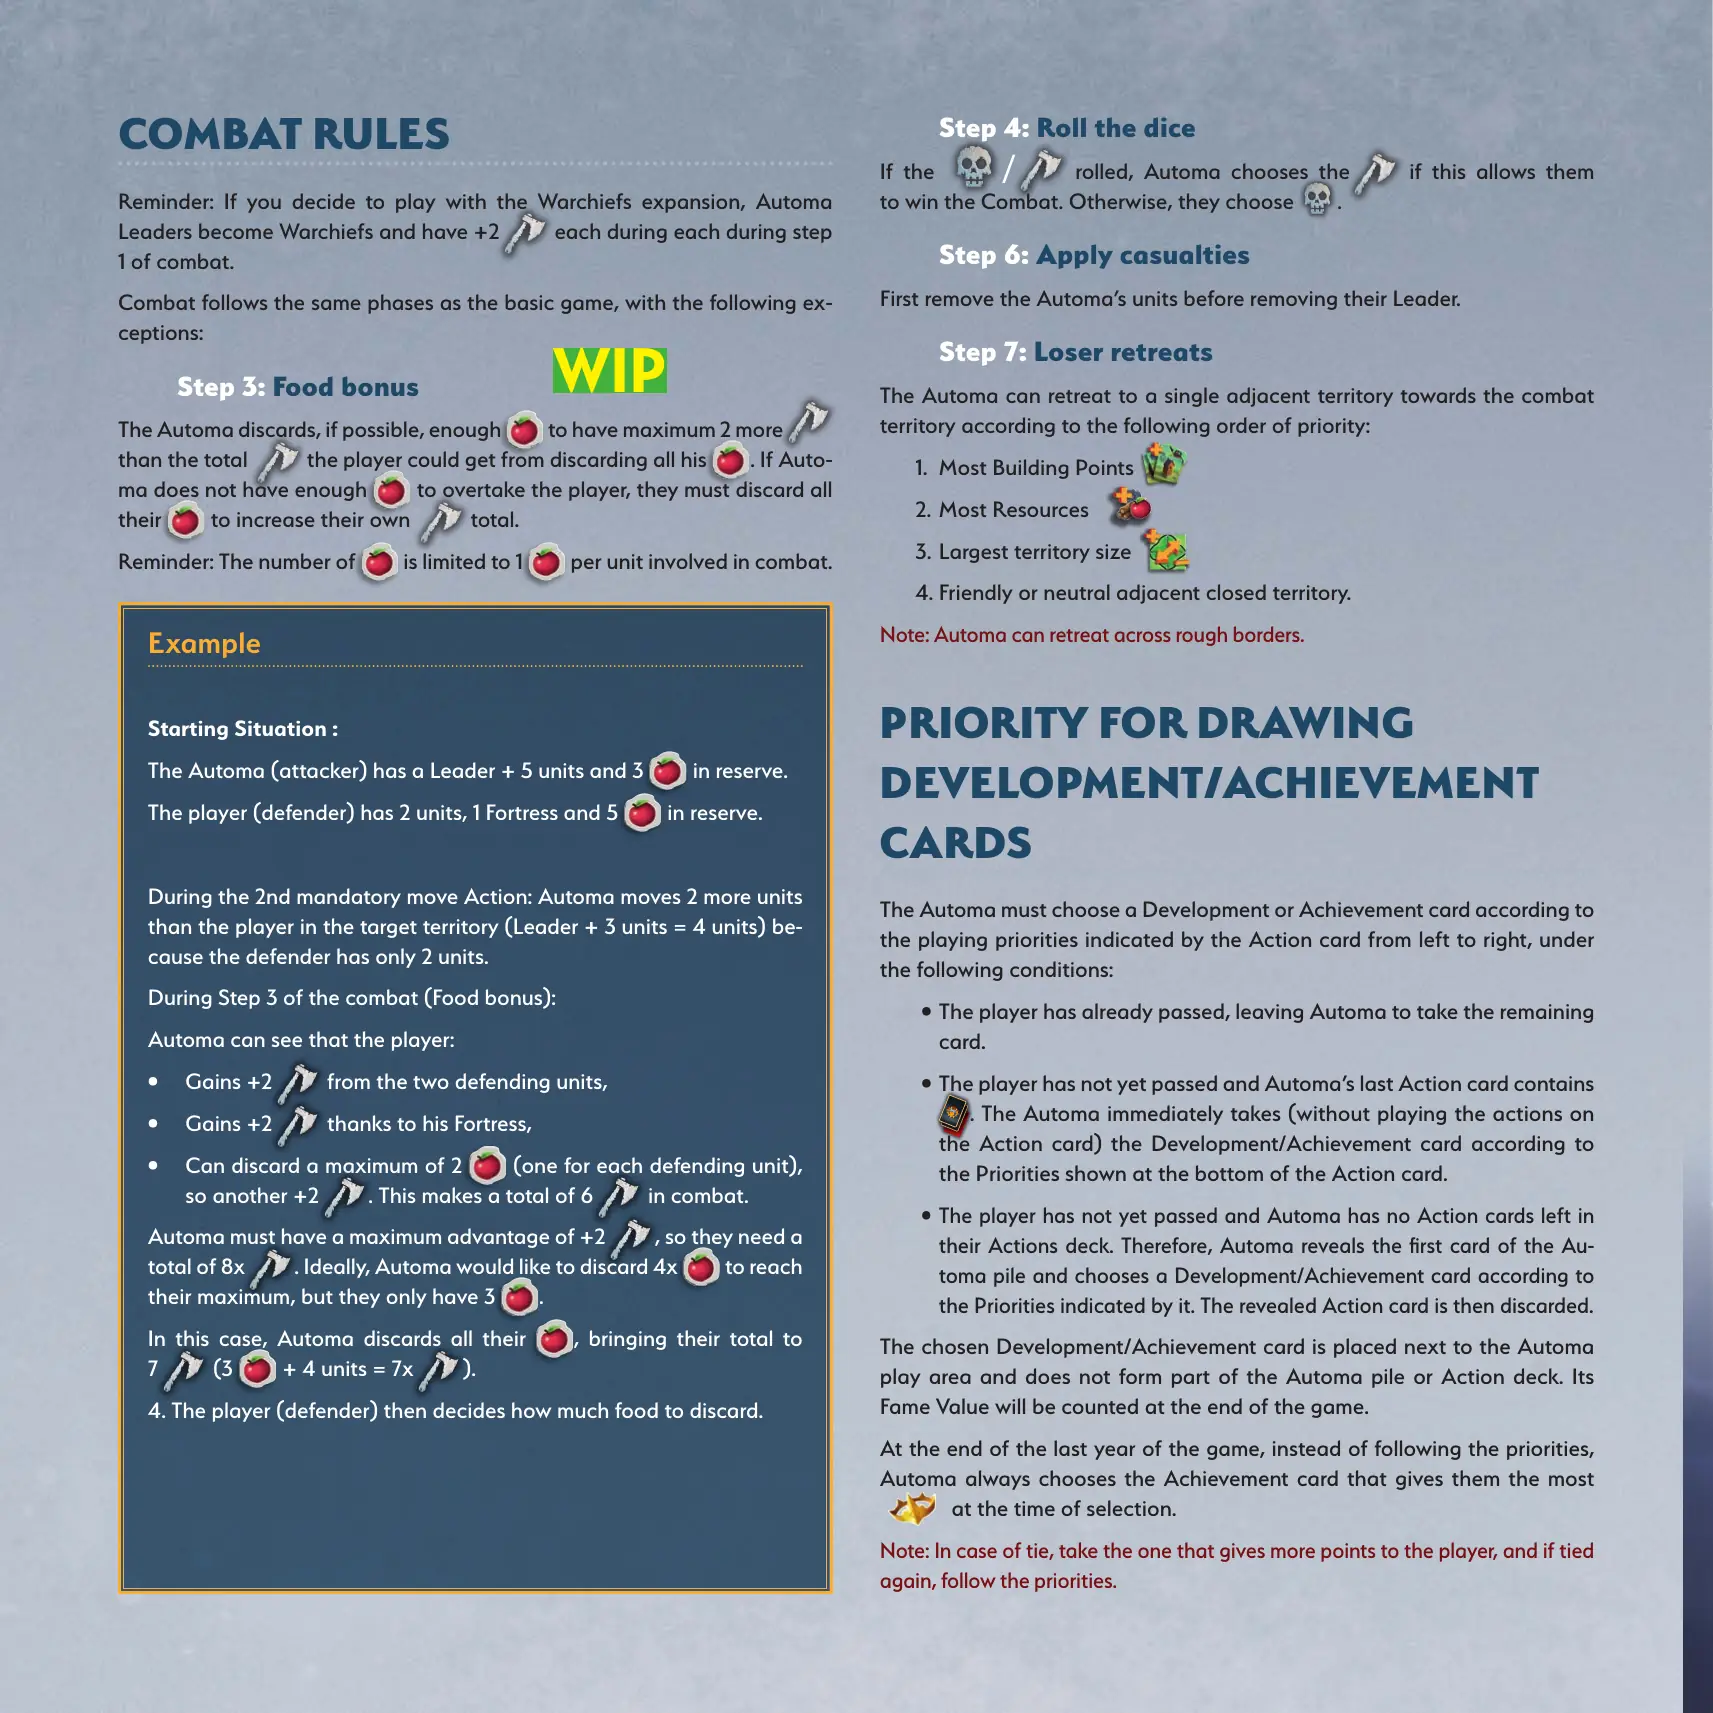 COMBAT RULES
Reminder: If you decide to play with the Warchiefs expansion, Automa
Leaders become Warchiefs and have +2 each during each during step
1 of combat.
Combat follows the same phases as the basic game, with the following ex-
ceptions:
WIP
Step 3: Food bonus
The Automa discards, if possible, enough to have maximum 2 more
than the total the player could get from discarding all his . If Auto-
ma does not have enough to overtake the player, they must discard all
their to increase their own total.
Reminder: The number of is limited to 1 per unit involved in combat.
Example
Starting Situation :
The Automa (attacker) has a Leader + 5 units and 3 in reserve.
The player (defender) has 2 units, 1 Fortress and 5 in reserve.
During the 2nd mandatory move Action: Automa moves 2 more units
than the player in the target territory (Leader + 3 units = 4 units) be-
cause the defender has only 2 units.
During Step 3 of the combat (Food bonus):
Automa can see that the player:
• Gains +2 from the two defending units,
• Gains +2 thanks to his Fortress,
• Can discard a maximum of 2 (one for each defending unit),
so another +2 . This makes a total of 6 in combat.
Automa must have a maximum advantage of +2 , so they need a
total of 8x . Ideally, Automa would like to discard 4x to reach
their maximum, but they only have 3 .
In this case, Automa discards all their , bringing their total to
7 (3 + 4 units = 7x ).
4. The player (defender) then decides how much food to discard.
Step 4: Roll the dice
If the / rolled, Automa chooses the if this allows them
to win the Combat. Otherwise, they choose .
Step 6: Apply casualties
First remove the Automa’s units before removing their Leader.
Step 7: Loser retreats
The Automa can retreat to a single adjacent territory towards the combat
territory according to the following order of priority:
1. Most Building Points
2. Most Resources
3. Largest territory size
4. Friendly or neutral adjacent closed territory.
Note: Automa can retreat across rough borders.
PRIORITY FOR DRAWING
DEVELOPMENT/ACHIEVEMENT
CARDS
The Automa must choose a Development or Achievement card according to
the playing priorities indicated by the Action card from left to right, under
the following conditions:
• The player has already passed, leaving Automa to take the remaining
card.
• The player has not yet passed and Automa’s last Action card contains
. The Automa immediately takes (without playing the actions on
the Action card) the Development/Achievement card according to
the Priorities shown at the bottom of the Action card.
• The player has not yet passed and Automa has no Action cards left in
their Actions deck. Therefore, Automa reveals the first card of the Au-
toma pile and chooses a Development/Achievement card according to
the Priorities indicated by it. The revealed Action card is then discarded.
The chosen Development/Achievement card is placed next to the Automa
play area and does not form part of the Automa pile or Action deck. Its
Fame Value will be counted at the end of the game.
At the end of the last year of the game, instead of following the priorities,
Automa always chooses the Achievement card that gives them the most
at the time of selection.
Note: In case of tie, take the one that gives more points to the player, and if tied
again, follow the priorities.